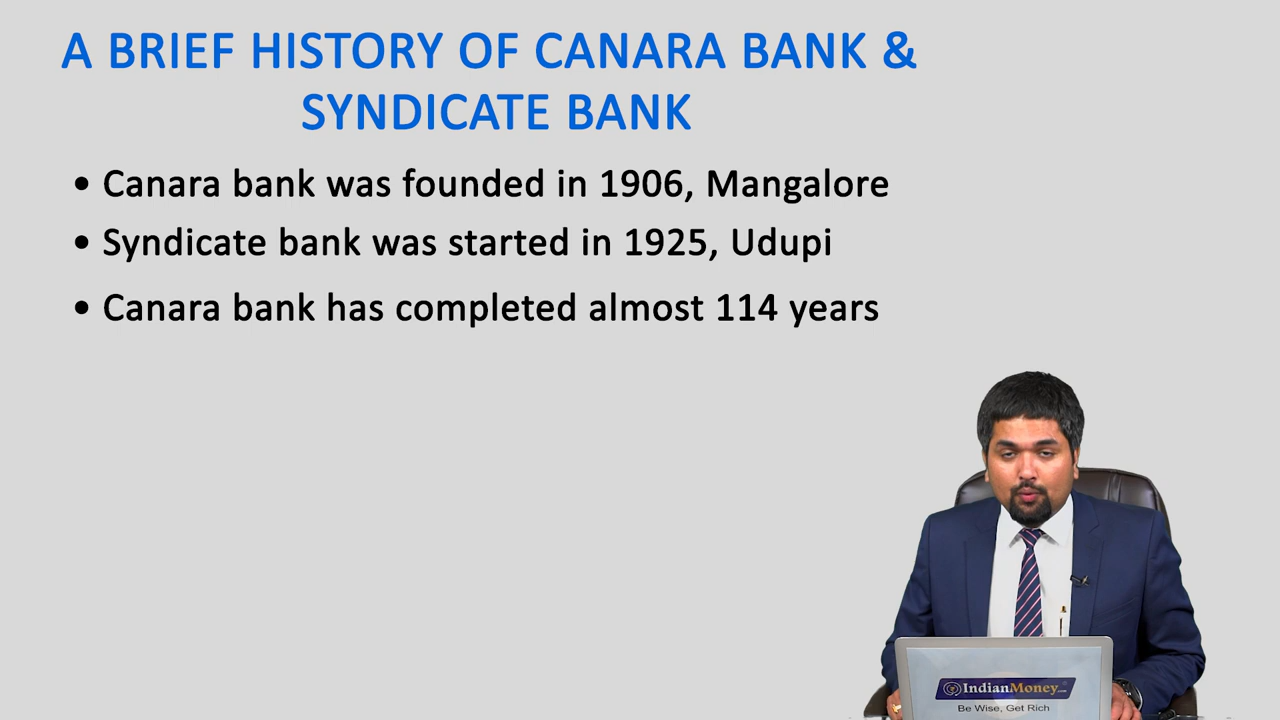 A BRIEF HISTORY OF CANARA BANK &
SYNDICATE BANK
• Canara bank was founded in 1906, Mangalore
• Syndicate bank was started in 1925, Udupi
• Canara bank has completed almost 114 years
IndianMoney.com
Be Wise, Get Rich